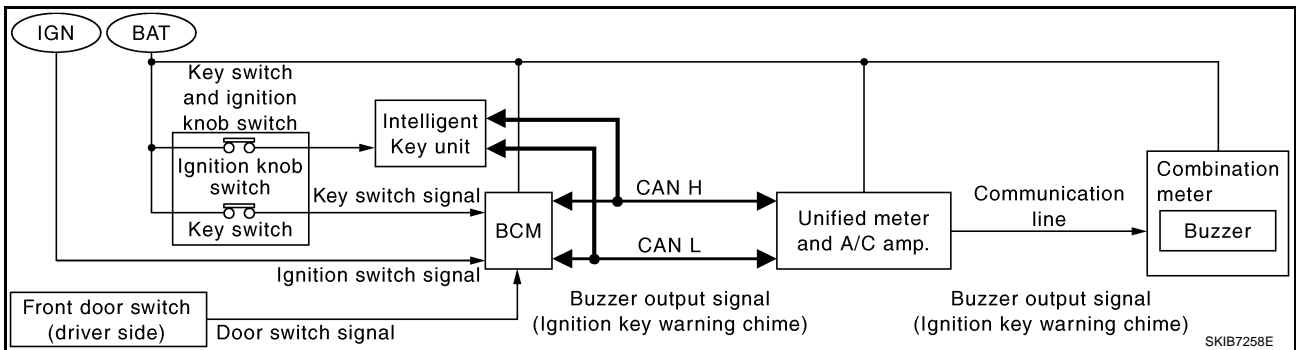 IGN
BAT
Key switch
and ignition
knob switch
Intelligent
Key unit
Ignition knob
switch
Key switch
Key switch signal
Ignition switch signal
Front door switch
(driver side)
Door switch signal
BCM
CAN H
CAN L
Unified meter
and A/C amp.
Communication
line
Combination
meter
Buzzer
Buzzer output signal
(Ignition key warning chime)
Buzzer output signal
(Ignition key warning chime)
SKIB7258E